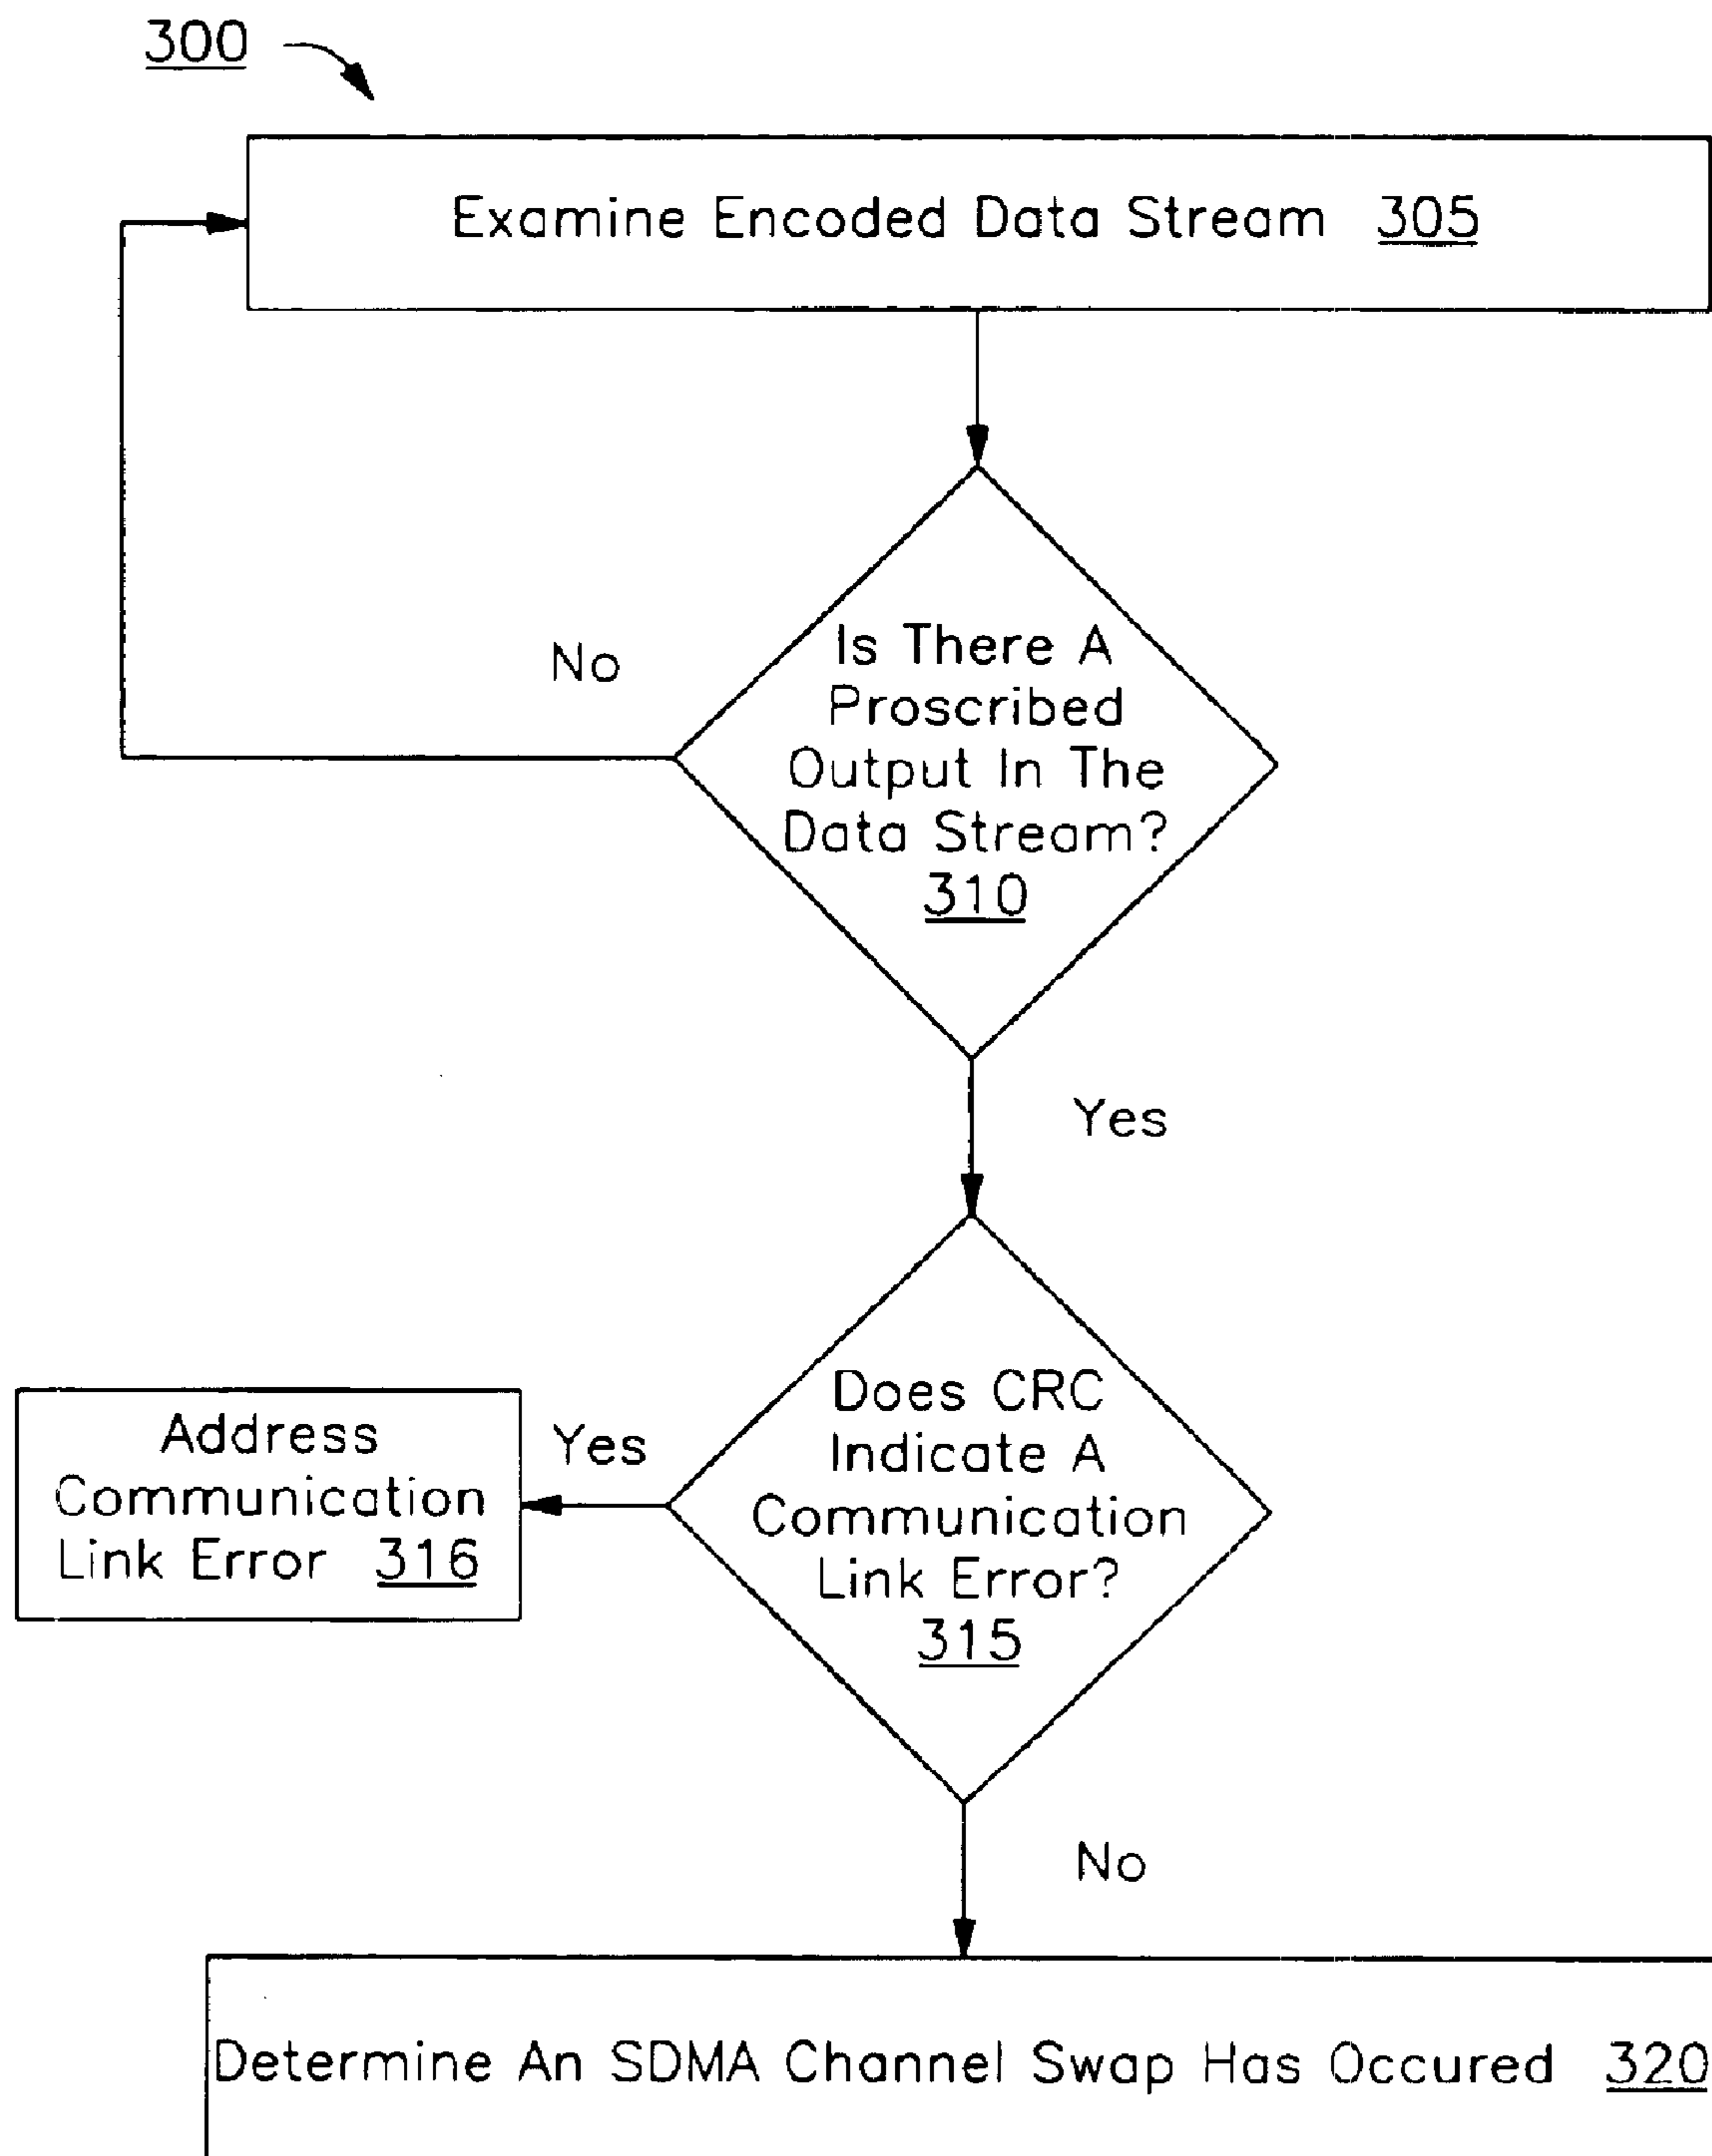 300
Examine Encoded Data Stream 305
No
Is There A
Proscribed
Output In The
Data Stream?
310
Yes
Does CRC
Indicate A
Communication
Link Error?
315
Yes
Address
Communication
Link Error 316
No
Determine An SDMA Channel Swap Has Occured 320